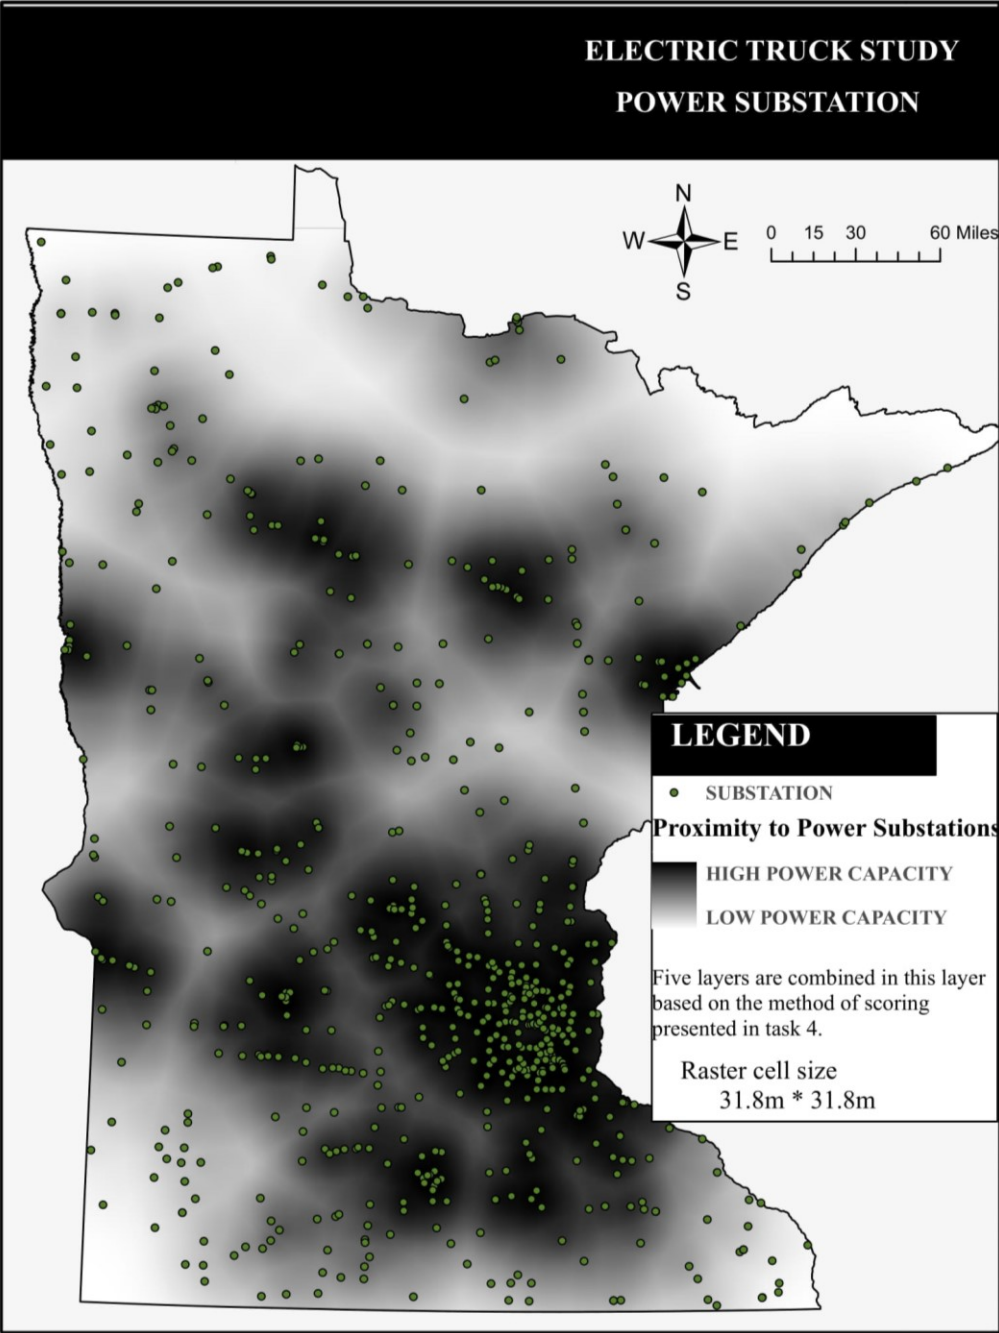 ELECTRIC TRUCK STUDY
POWER SUBSTATION
N
W E
S
0 15 30 60 Miles
LEGEND
SUBSTATION
Proximity to Power Substations
HIGH POWER CAPACITY
LOW POWER CAPACITY
Five layers are combined in this layer
based on the method of scoring
presented in task 4.
Raster cell size
31.8m * 31.8m